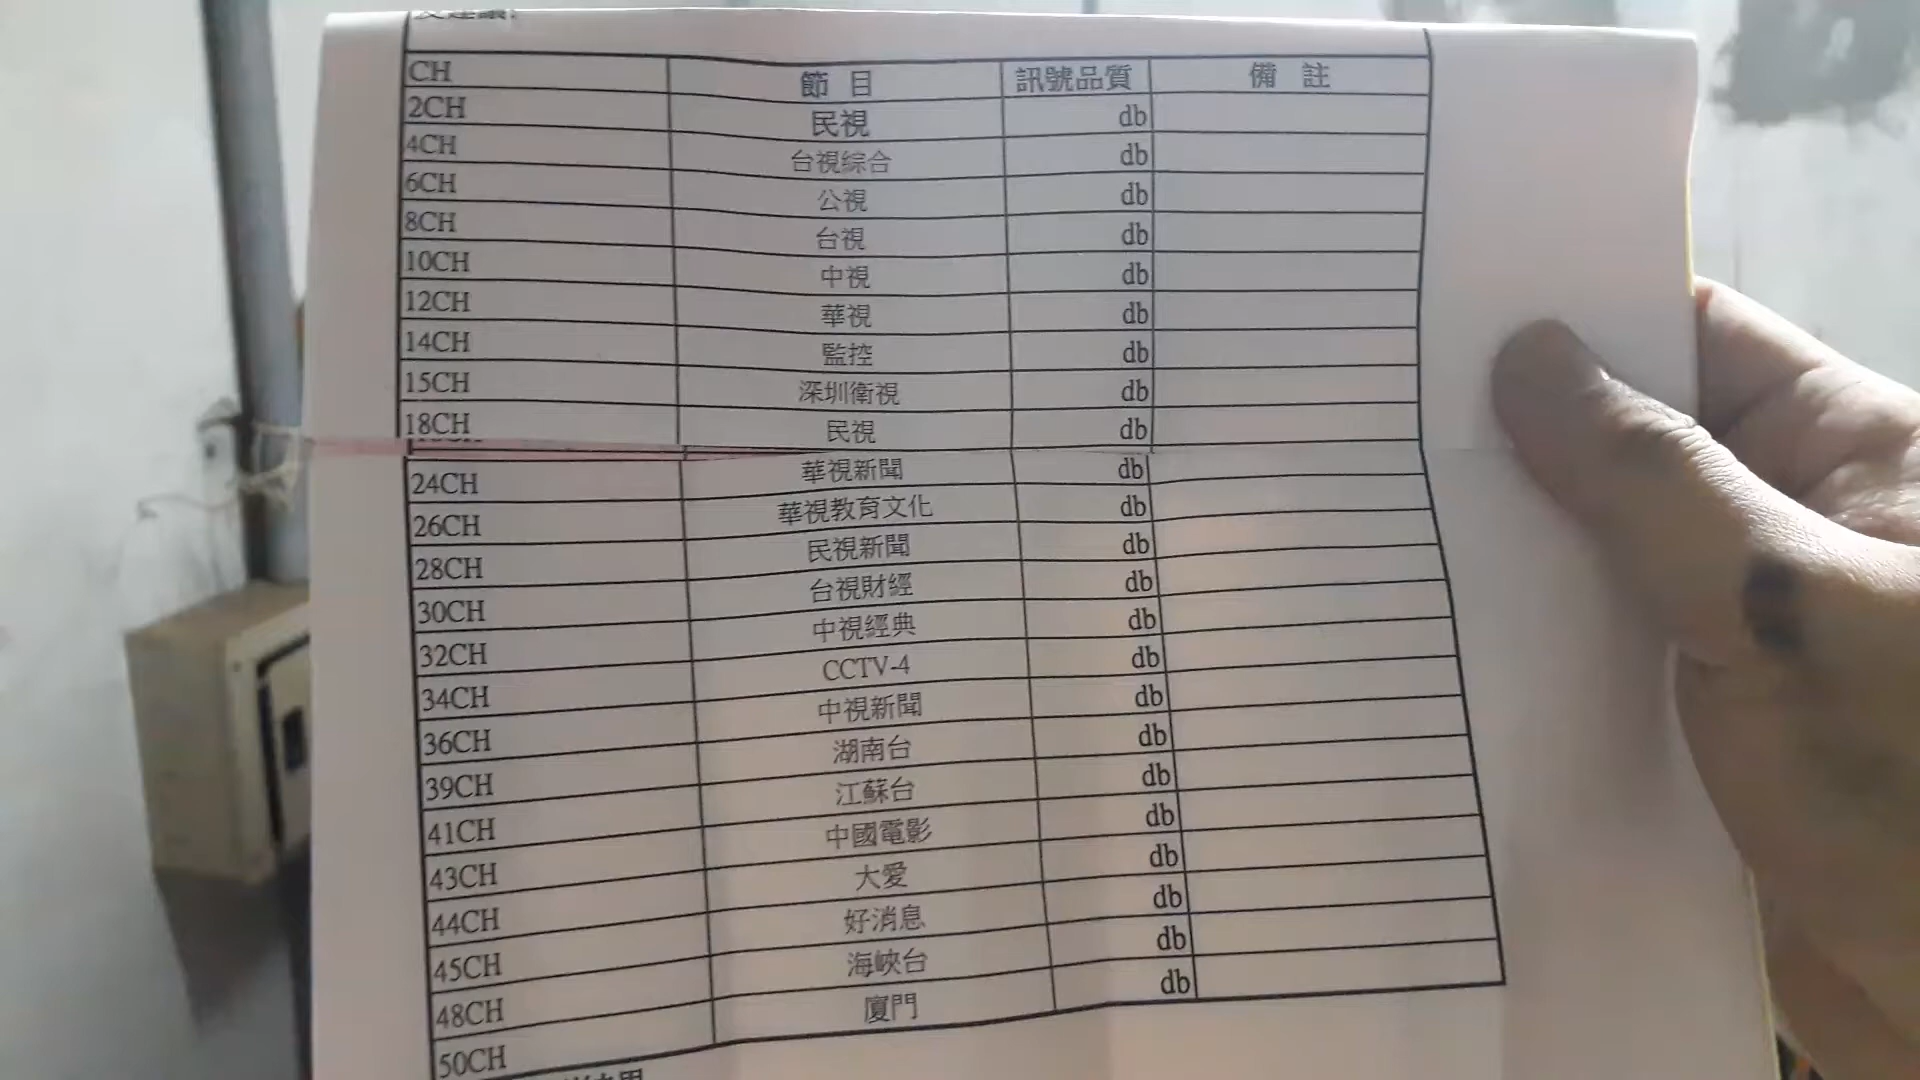 CH 節目 訊號品質 備註
2CH 民視 db
4CH 台視綜合 db
6CH 公視 db
8CH 台視 db
10CH 中視 db
12CH 華視 db
14CH 監控 db
15CH 深圳衛視 db
18CH 民視 db
24CH 華視新聞 db
26CH 華視教育文化 db
28CH 民視新聞 db
30CH 台視財經 db
32CH 中視經典 db
34CH CCTV-4 db
36CH 中視新聞 db
39CH 湖南台 db
41CH 江蘇台 db
43CH 中國電影 db
44CH 大愛 db
45CH 好消息 db
48CH 海峽台 db
50CH 廈門 db